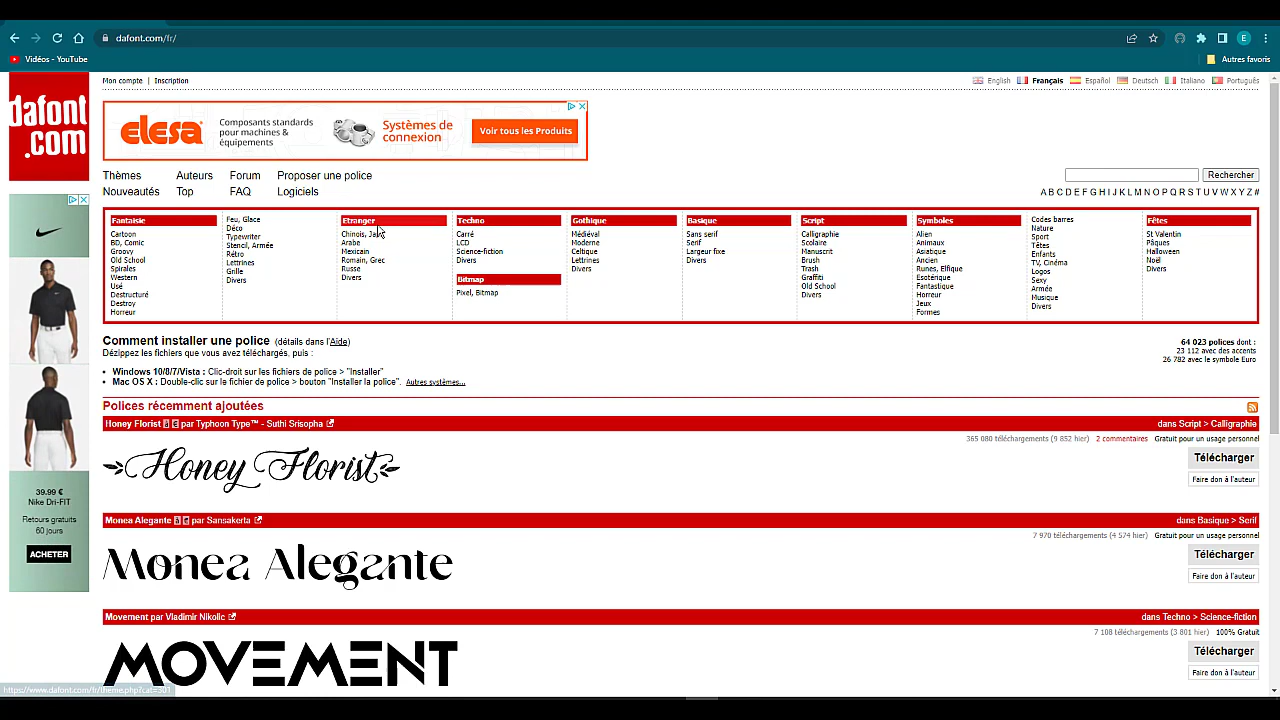 dafont.com/fr/
Vidéos - YouTube
E
Autres favoris
dafont
.com
Mon compte | Inscription
English Français Español Deutsch Italiano Português
elesa
Composants standards
pour machines &
équipements
Systèmes de
connexion
Voir tous les Produits
Thèmes Auteurs Forum Proposer une police
Nouveautés Top FAQ Logiciels
Rechercher
A B C D E F G H I J K L M N O P Q R S T U V W X Y Z #
Fantaisie
Cartoon
BD, Comic
Groovy
Old School
Spirales
Western
Usé
Destructuré
Destroy
Horreur
Feu, Glace
Déco
Typewriter
Stencil, Armée
Rétro
Lettrines
Grille
Divers
Etranger
Chinois, Jap
Arabe
Mexicain
Romain, Grec
Russe
Divers
Techno
Carré
LCD
Science-fiction
Divers
Bitmap
Pixel, Bitmap
Gothique
Médiéval
Moderne
Celtique
Lettrines
Divers
Basique
Sans serif
Serif
Largeur fixe
Divers
Script
Calligraphie
Scolaire
Manuscrit
Brush
Trash
Graffiti
Old School
Divers
Symboles
Alien
Animaux
Asiatique
Ancien
Runes, Elfique
Esotérique
Fantastique
Horreur
Jeux
Formes
Codes barres
Nature
Sport
Têtes
Enfants
TV, Cinéma
Logos
Sexy
Armée
Musique
Divers
Fêtes
St Valentin
Pâques
Halloween
Noël
Divers
Comment installer une police (détails dans l'Aide)
Dézippez les fichiers que vous avez téléchargés, puis :
• Windows 10/8/7/Vista : Clic-droit sur les fichiers de police > "Installer"
• Mac OS X : Double-clic sur le fichier de police > bouton "Installer la police". Autres systèmes...
64 023 polices dont :
23 112 avec des accents
26 782 avec le symbole Euro
Polices récemment ajoutées
Honey Florist à € par Typhoon Type™ - Suthi Srisopha
dans Script > Calligraphie
365 080 téléchargements (9 852 hier) 2 commentaires Gratuit pour un usage personnel
Honey Florist
Télécharger
Faire don à l'auteur
Monea Alegante à € par Sansakerta
dans Basique > Serif
7 970 téléchargements (4 574 hier) Gratuit pour un usage personnel
Monea Alegante
Télécharger
Faire don à l'auteur
Movement par Vladimir Nikolic
dans Techno > Science-fiction
7 108 téléchargements (3 801 hier) 100% Gratuit
MOVEMENT
Télécharger
Faire don à l'auteur
39.99 €
Nike Dri-FIT
Retours gratuits
60 jours
ACHETER
https://www.dafont.com/fr/theme.php?cat=301